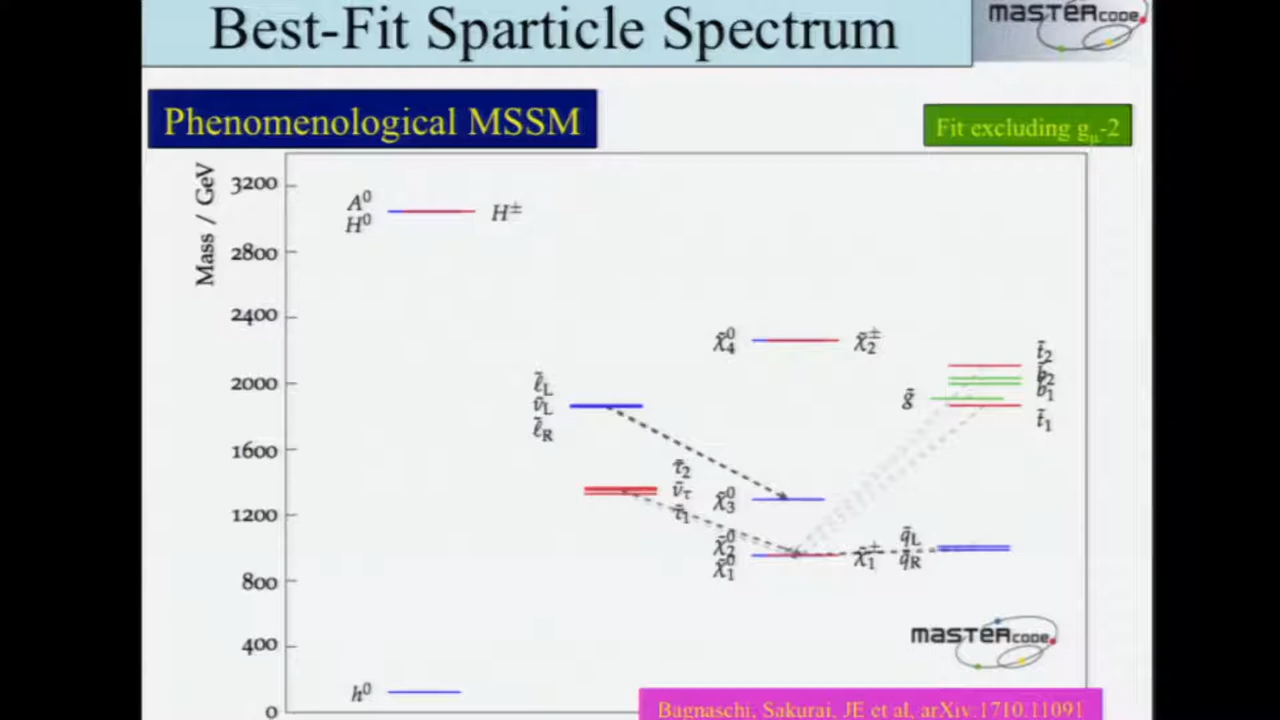 Best-Fit Sparticle Spectrum
MASTERCODE
Phenomenological MSSM
Fit excluding gμ-2
Mass / GeV
3200
2800
2400
2000
1600
1200
800
400
0
A⁰
H⁰
H±
h⁰
ℓ̃L
ν̃L
ℓ̃R
τ̃2
ν̃τ
τ̃1
χ̃⁰4
χ̃±2
χ̃⁰3
χ̃⁰2
χ̃⁰1
χ̃±1
q̃L
q̃R
g̃
t̃2
b̃2
b̃1
t̃1
MASTERCODE
Bagnaschi, Sakurai, JE et al, arXiv:1710.11091